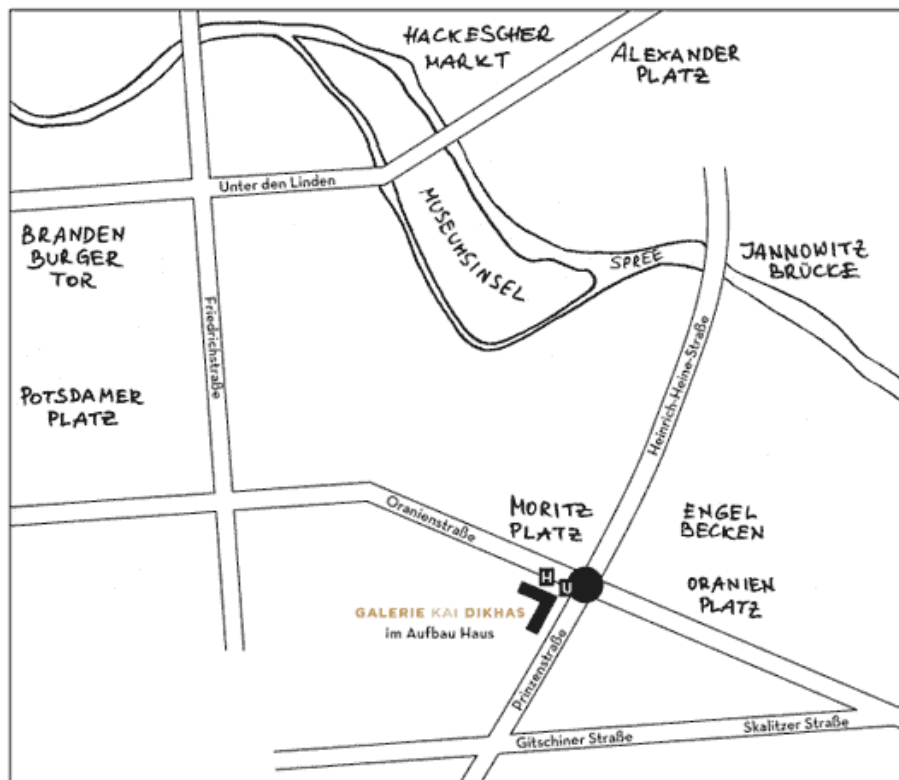 HACKESCHER
MARKT
ALEXANDER
PLATZ
Unter den Linden
MUSEUMSINSEL
BRANDEN
BURGER
TOR
SPREE
JANNOWITZ
BRÜCKE
Friedrichstraße
Heinrich-Heine-Straße
POTSDAMER
PLATZ
Oranienstraße
MORITZ
PLATZ
ENGEL
BECKEN
H
U
ORANIEN
PLATZ
GALERIE KAI DIKHAS
im Aufbau Haus
Prinzenstraße
Gitschiner Straße
Skalitzer Straße